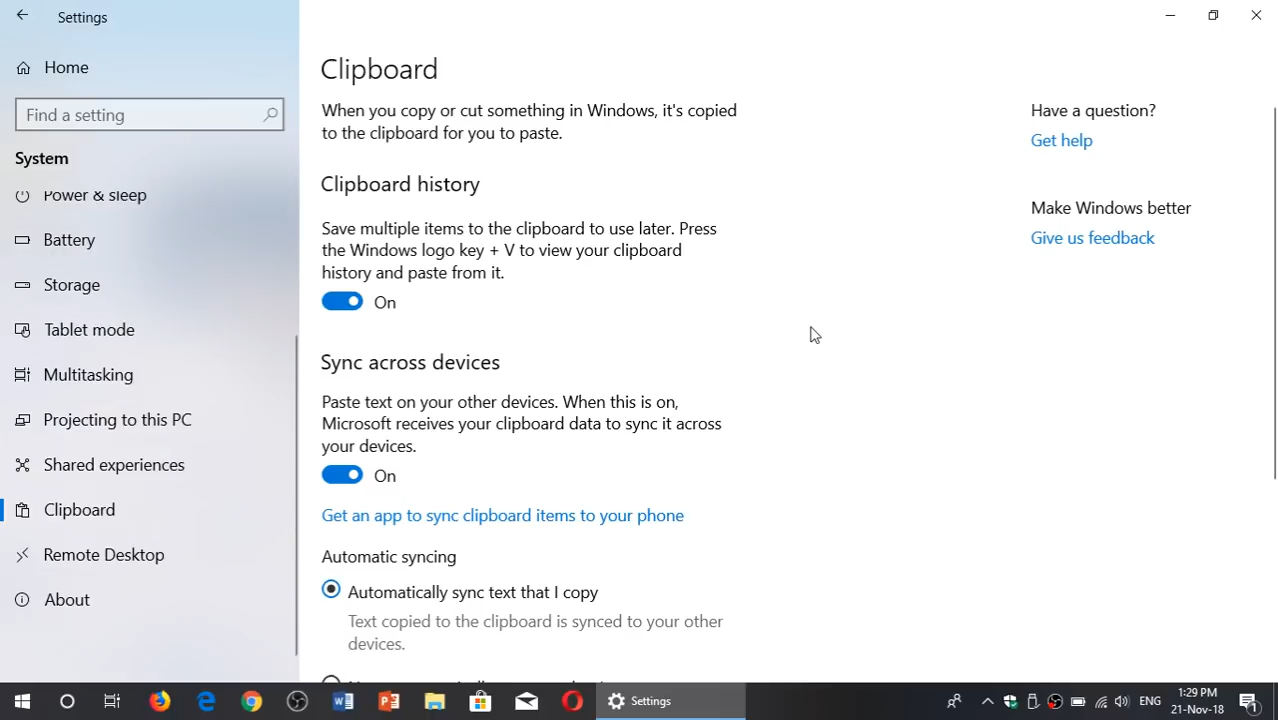 Settings
Home
Find a setting
System
Power & sleep
Battery
Storage
Tablet mode
Multitasking
Projecting to this PC
Shared experiences
Clipboard
Remote Desktop
About
Clipboard
When you copy or cut something in Windows, it's copied
to the clipboard for you to paste.
Clipboard history
Save multiple items to the clipboard to use later. Press
the Windows logo key + V to view your clipboard
history and paste from it.
On
Sync across devices
Paste text on your other devices. When this is on,
Microsoft receives your clipboard data to sync it across
your devices.
On
Get an app to sync clipboard items to your phone
Automatic syncing
Automatically sync text that I copy
Text copied to the clipboard is synced to your other
devices.
Have a question?
Get help
Make Windows better
Give us feedback
Settings
ENG
1:29 PM
21-Nov-18
1